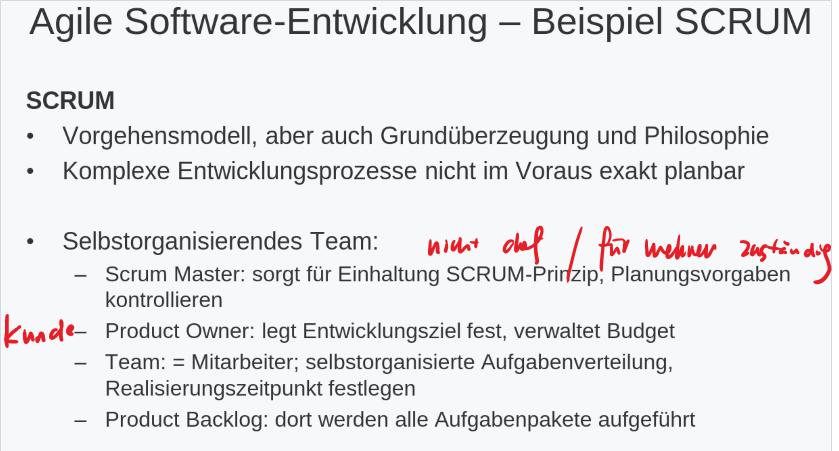 Agile Software-Entwicklung – Beispiel SCRUM
SCRUM
• Vorgehensmodell, aber auch Grundüberzeugung und Philosophie
• Komplexe Entwicklungsprozesse nicht im Voraus exakt planbar
• Selbstorganisierendes Team: nicht / für mehrere zuständig
– Scrum Master: sorgt für Einhaltung SCRUM-Prinzip, Planungsvorgaben
kontrollieren
Kunde – Product Owner: legt Entwicklungsziel fest, verwaltet Budget
– Team: = Mitarbeiter; selbstorganisierte Aufgabenverteilung,
Realisierungszeitpunkt festlegen
– Product Backlog: dort werden alle Aufgabenpakete aufgeführt